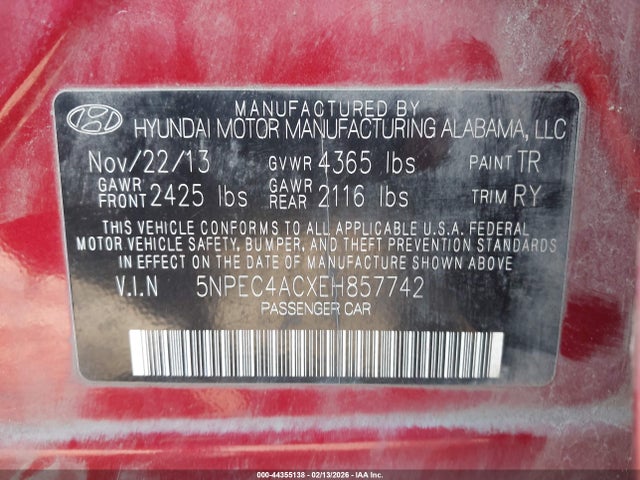 MANUFACTURED BY
HYUNDAI MOTOR MANUFACTURING ALABAMA, LLC
Nov/22/13 GVWR 4365 lbs PAINT TR
GAWR FRONT 2425 lbs GAWR REAR 2116 lbs TRIM RY
THIS VEHICLE CONFORMS TO ALL APPLICABLE U.S.A. FEDERAL
MOTOR VEHICLE SAFETY, BUMPER, AND THEFT PREVENTION STANDARDS
IN EFFECT ON THE DATE OF MANUFACTURE SHOWN ABOVE.
V.I.N 5NPEC4ACXEH857742
PASSENGER CAR
000-44355138 - 02/13/2026 - IAA Inc.